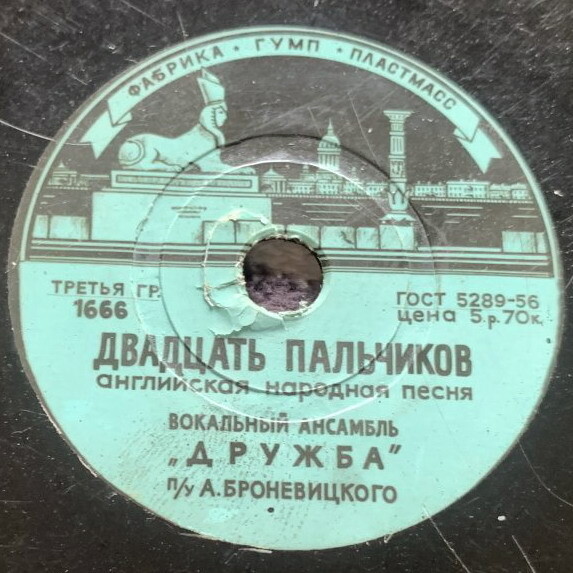 ФАБРИКА · ГУМП · ПЛАСТМАСС
ТРЕТЬЯ ГР.
1666
ГОСТ 5289-56
цена 5.р.70к.
ДВАДЦАТЬ ПАЛЬЧИКОВ
английская народная песня
ВОКАЛЬНЫЙ АНСАМБЛЬ
„ДРУЖБА"
п/у А.БРОНЕВИЦКОГО